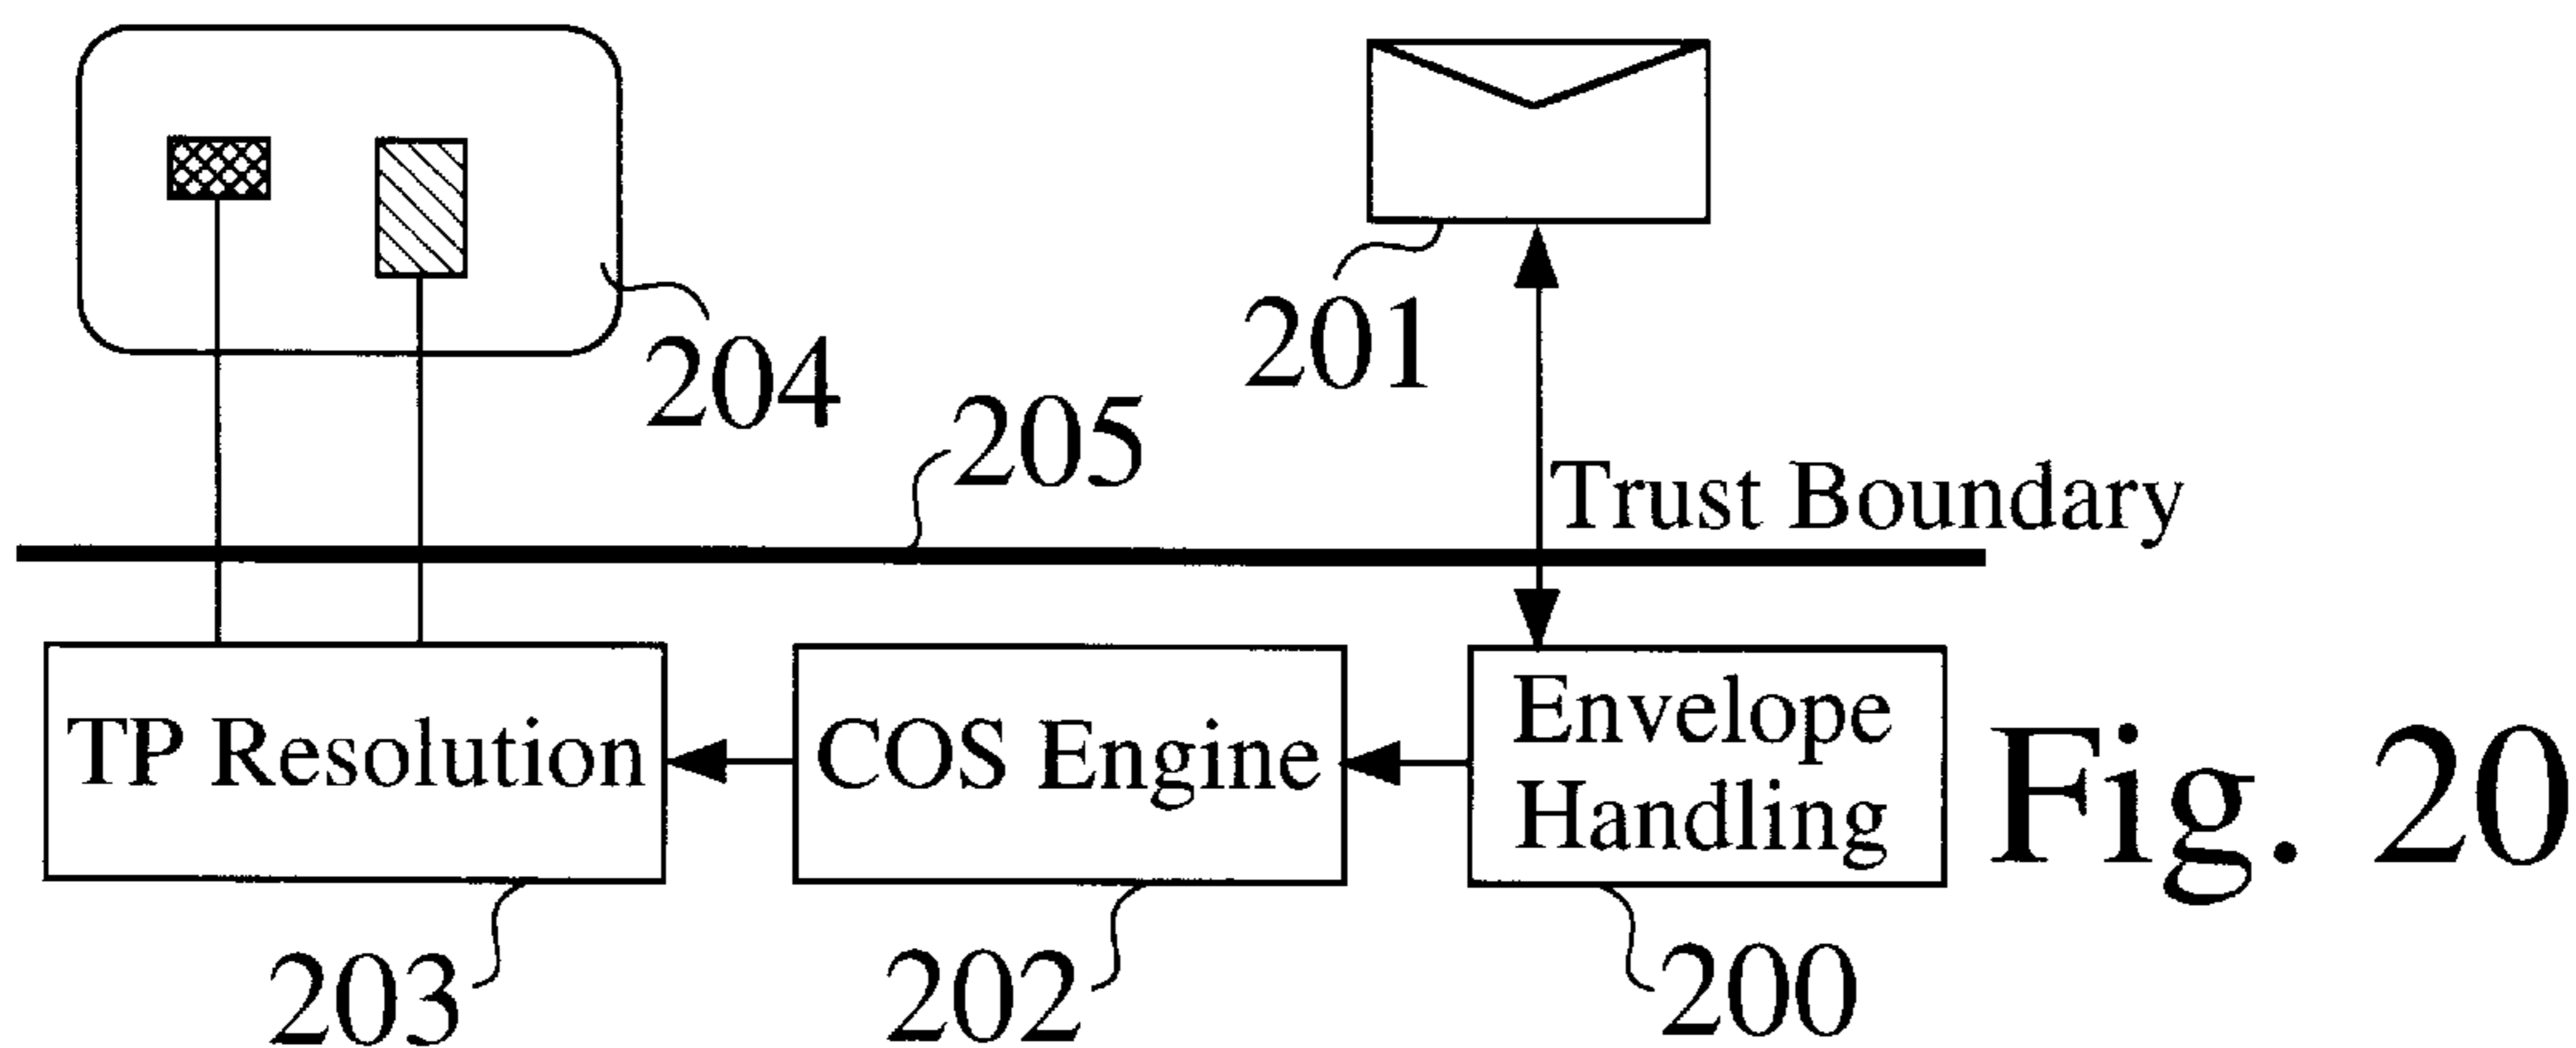 204
201
205
Trust Boundary
TP Resolution
COS Engine
Envelope
Handling
203
202
200
Fig. 20